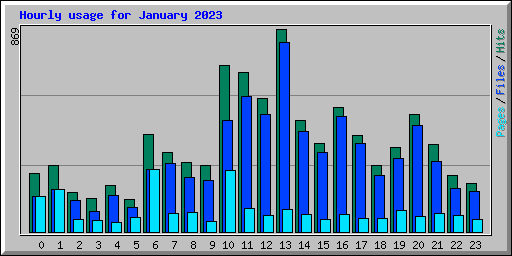 Hourly usage for January 2023
869
Pages/Files/Hits
0 1 2 3 4 5 6 7 8 9 10 11 12 13 14 15 16 17 18 19 20 21 22 23